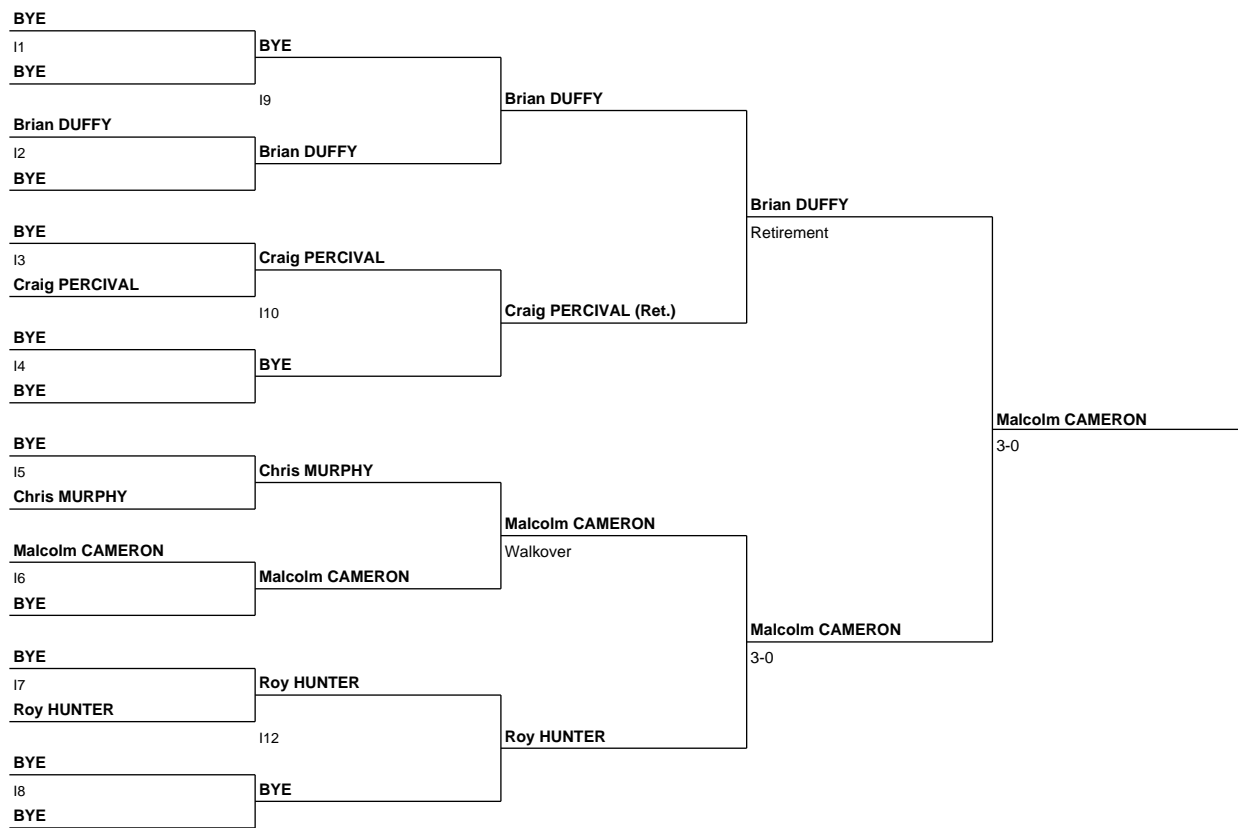 BYE
I1
BYE
Brian DUFFY
I2
BYE
BYE
I3
Craig PERCIVAL
BYE
I4
BYE
BYE
I5
Chris MURPHY
Malcolm CAMERON
I6
BYE
BYE
I7
Roy HUNTER
BYE
I8
BYE
BYE
I9
Brian DUFFY
Craig PERCIVAL
I10
BYE
Chris MURPHY
Malcolm CAMERON
Roy HUNTER
I12
BYE
Brian DUFFY
Craig PERCIVAL (Ret.)
Malcolm CAMERON
Walkover
Roy HUNTER
Brian DUFFY
Retirement
Malcolm CAMERON
3-0
Malcolm CAMERON
3-0